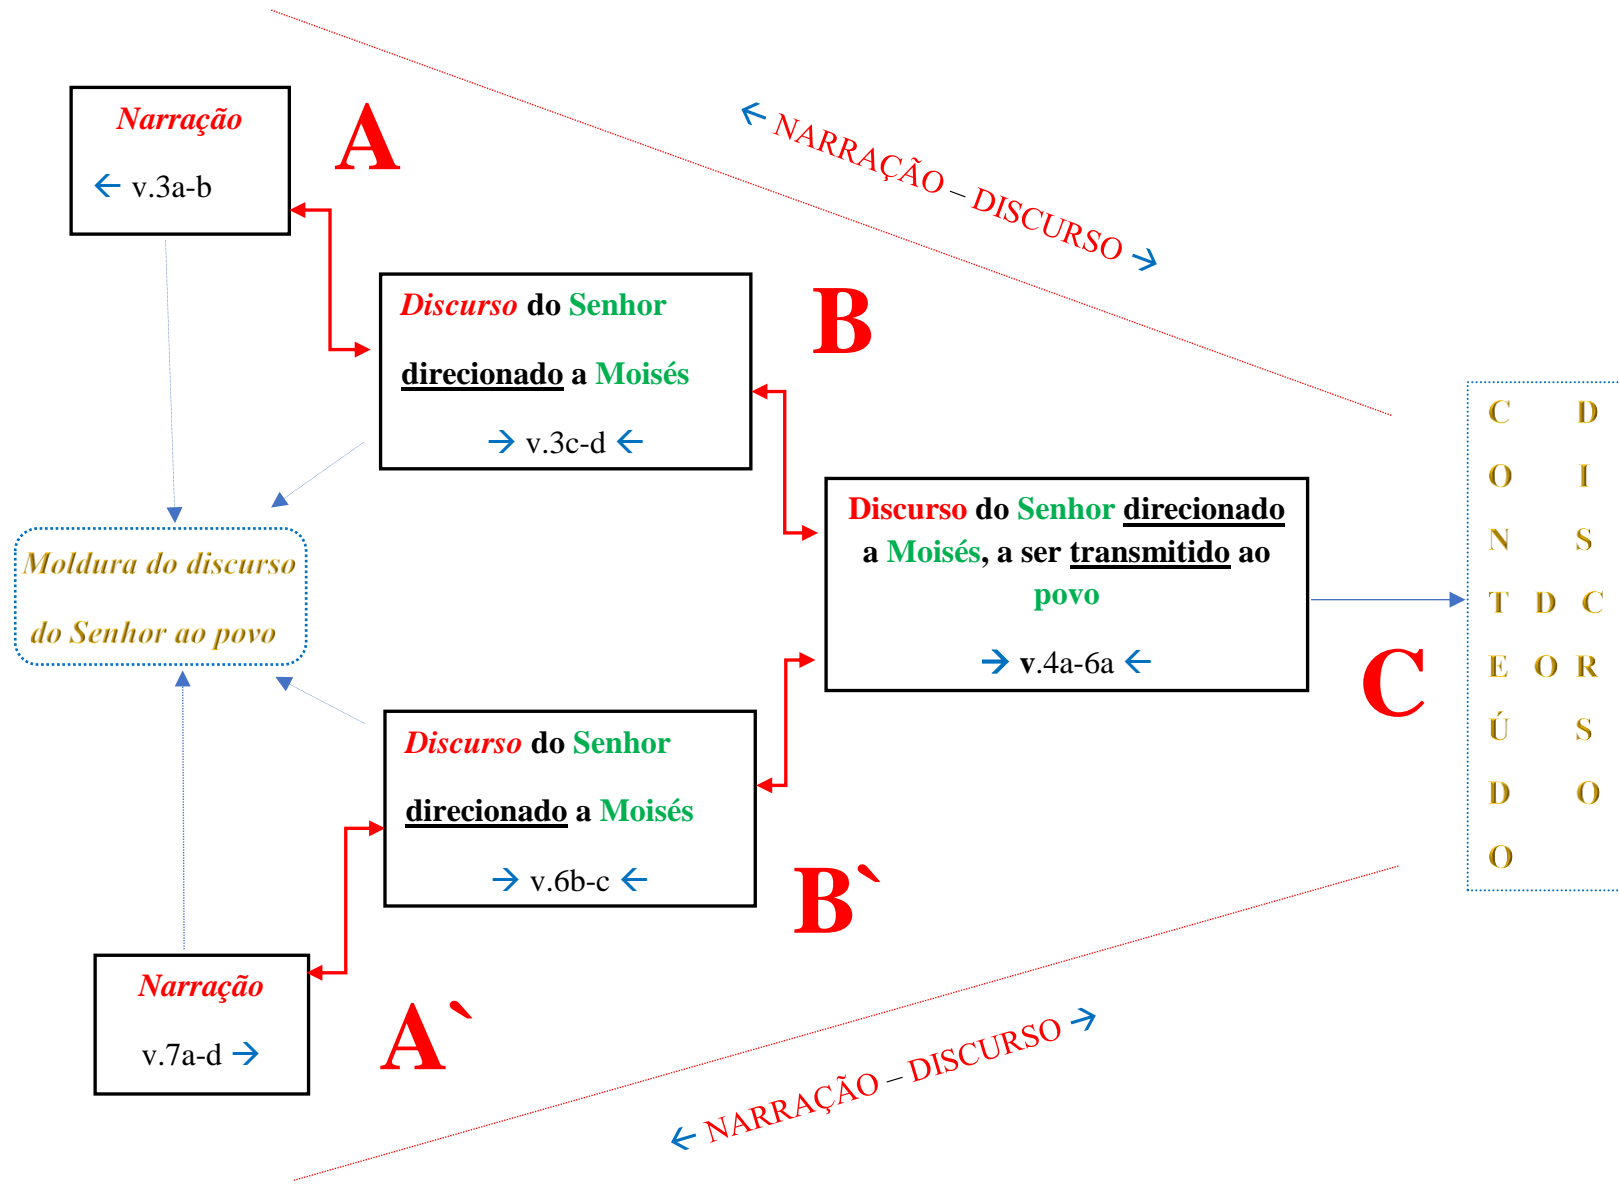 Narração
← v.3a-b
A
← NARRAÇÃO – DISCURSO →
Discurso do Senhor
direcionado a Moisés
→ v.3c-d ←
B
Discurso do Senhor direcionado
a Moisés, a ser transmitido ao
povo
→ v.4a-6a ←
C
Moldura do discurso
do Senhor ao povo
Discurso do Senhor
direcionado a Moisés
→ v.6b-c ←
B`
Narração
v.7a-d →
A`
← NARRAÇÃO – DISCURSO →
C D
O I
N S
T D C
E O R
Ú S
D O
O